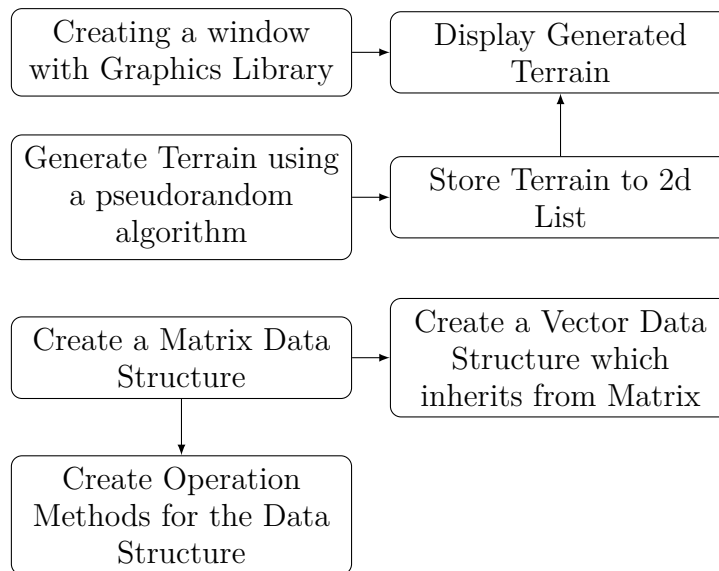 Creating a window
with Graphics Library
Display Generated
Terrain
Generate Terrain using
a pseudorandom
algorithm
Store Terrain to 2d
List
Create a Matrix Data
Structure
Create a Vector Data
Structure which
inherits from Matrix
Create Operation
Methods for the Data
Structure